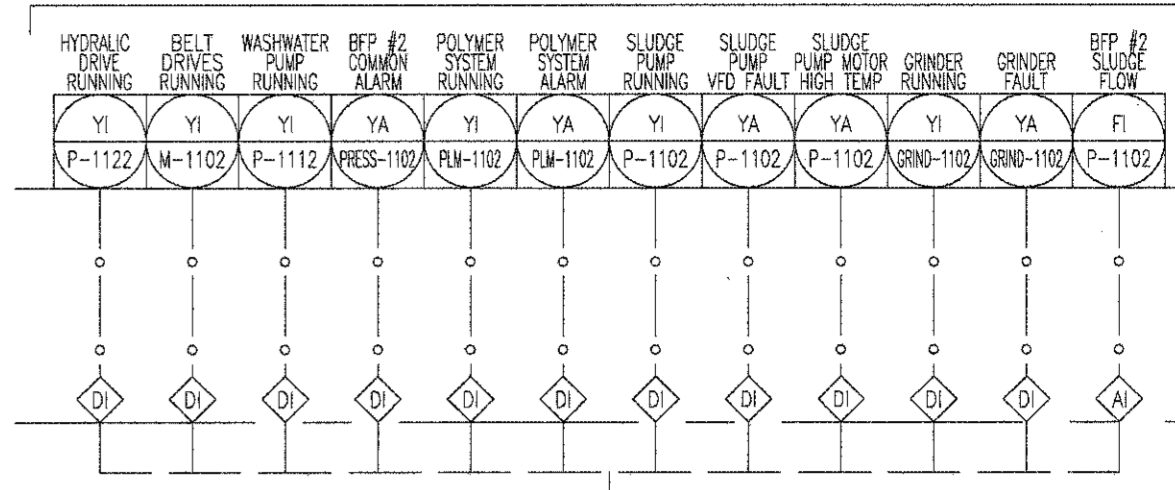 HYDRALIC DRIVE RUNNING
BELT DRIVES RUNNING
WASHWATER PUMP RUNNING
BFP #2 COMMON ALARM
POLYMER SYSTEM RUNNING
POLYMER SYSTEM ALARM
SLUDGE PUMP RUNNING
SLUDGE PUMP VFD FAULT
SLUDGE PUMP MOTOR HIGH TEMP
GRINDER RUNNING
GRINDER FAULT
BFP #2 SLUDGE FLOW
YI YI YI YA YI YA YI YA YA YI YA FI
P-1122 M-1102 P-1112 PRESS-1102 PLM-1102 PLM-1102 P-1102 P-1102 P-1102 GRIND-1102 GRIND-1102 P-1102
DI DI DI DI DI DI DI DI DI DI DI AI